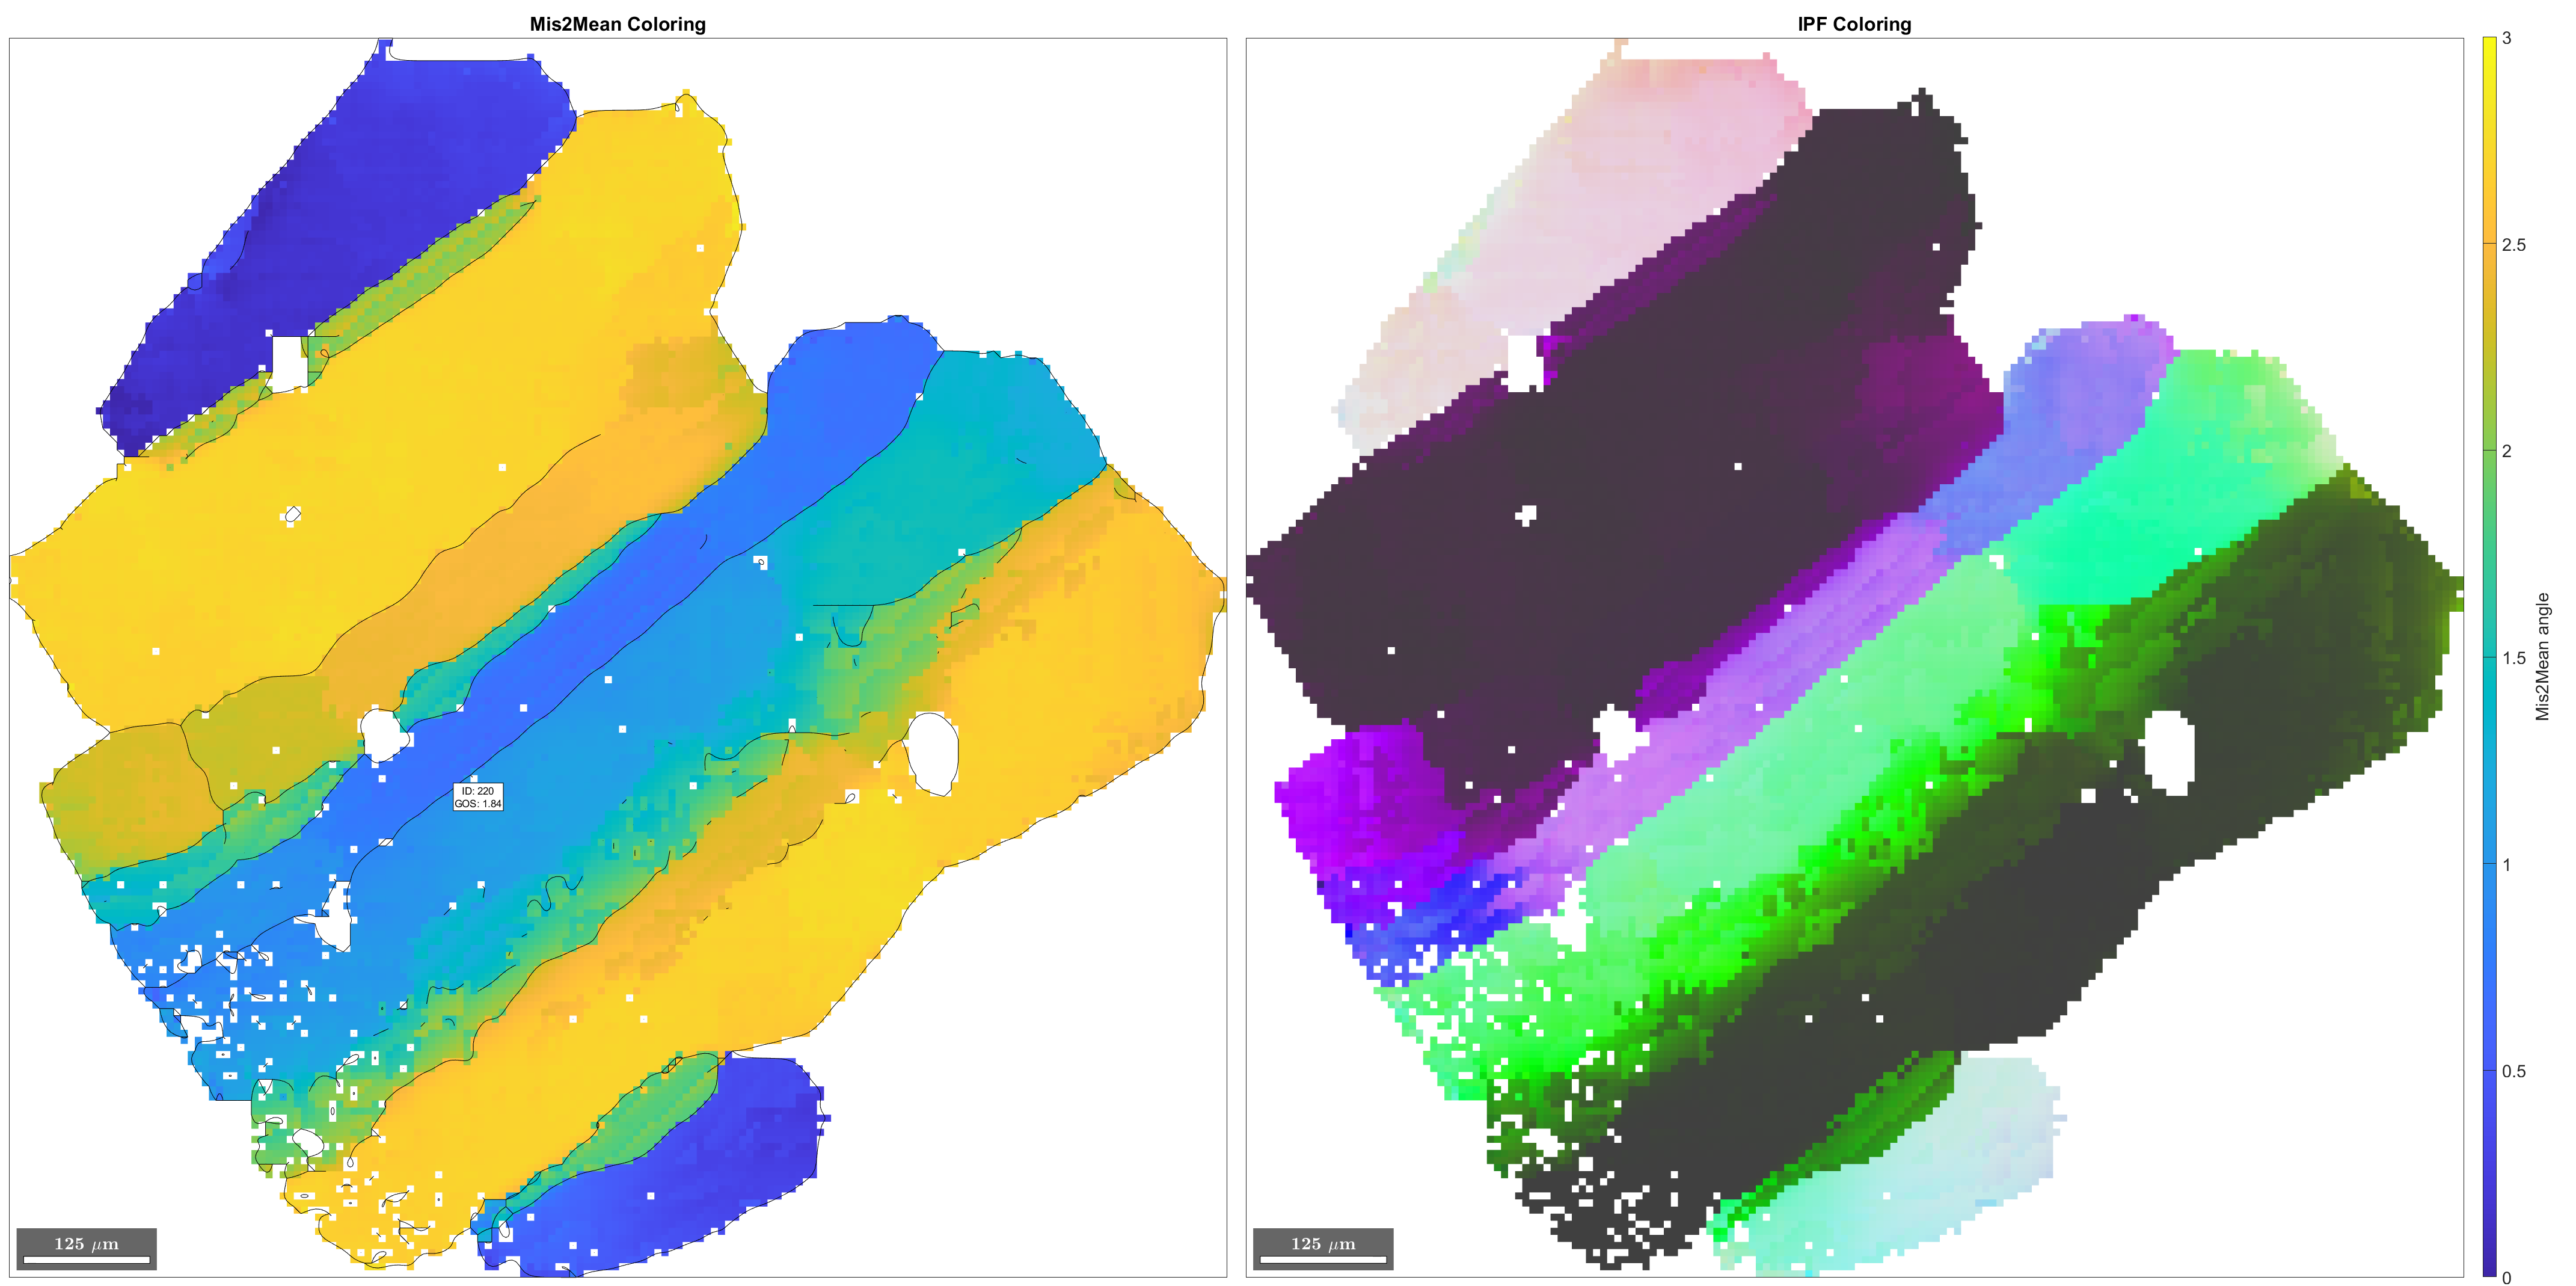 Mis2Mean Coloring
IPF Coloring
ID: 220
GOS: 1.84
125 μm
125 μm
3
2.5
2
1.5
1
0.5
0
Mis2Mean angle